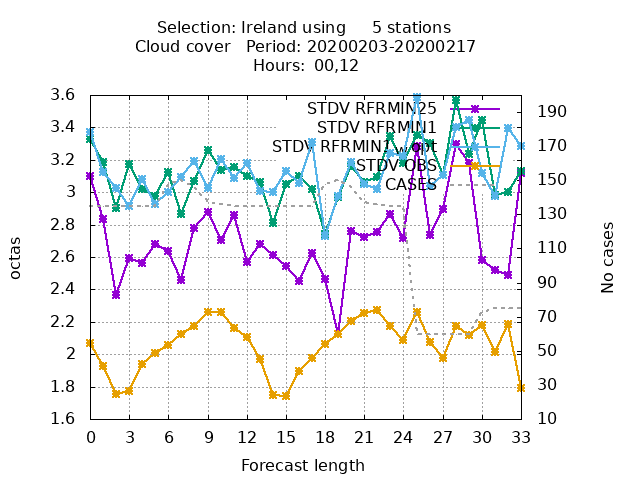 Selection: Ireland using     5 stations
Cloud cover   Period: 20200203-20200217
Hours:  00,12
STDV RFRMIN25
STDV RFRMIN1
STDV RFRMIN1_wopt
STDV OBS
CASES
3.6
3.4
3.2
3
2.8
2.6
2.4
2.2
2
1.8
1.6
octas
190
170
150
130
110
90
70
50
30
10
No cases
0 3 6 9 12 15 18 21 24 27 30 33
Forecast length